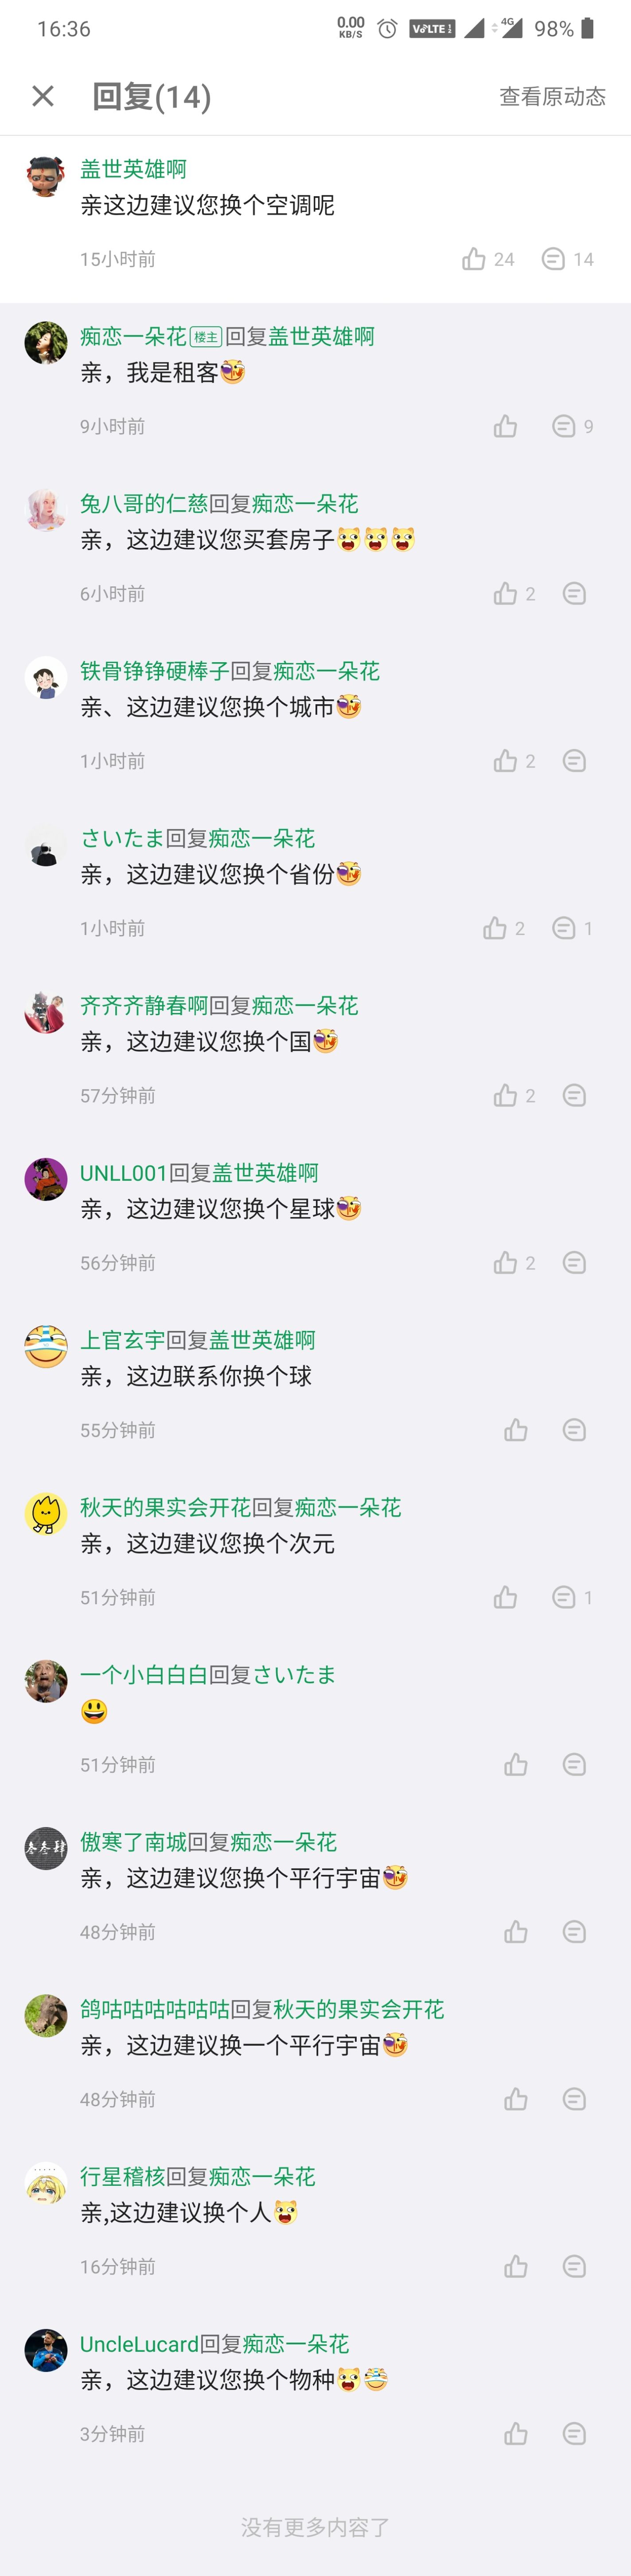 16:36
0.00 KB/S VoLTE 4G 98%
回复(14) 查看原动态
盖世英雄啊
亲这边建议您换个空调呢
15小时前 24 14
痴恋一朵花 楼主 回复盖世英雄啊
亲，我是租客
9小时前 9
兔八哥的仁慈回复痴恋一朵花
亲，这边建议您买套房子
6小时前 2
铁骨铮铮硬棒子回复痴恋一朵花
亲、这边建议您换个城市
1小时前 2
さいたま回复痴恋一朵花
亲，这边建议您换个省份
1小时前 2 1
齐齐齐静春啊回复痴恋一朵花
亲，这边建议您换个国
57分钟前 2
UNLL001回复盖世英雄啊
亲，这边建议您换个星球
56分钟前 2
上官玄宇回复盖世英雄啊
亲，这边联系你换个球
55分钟前
秋天的果实会开花回复痴恋一朵花
亲，这边建议您换个次元
51分钟前 1
一个小白白白回复さいたま
😃
51分钟前
叁叁肆
傲寒了南城回复痴恋一朵花
亲，这边建议您换个平行宇宙
48分钟前
鸽咕咕咕咕咕咕回复秋天的果实会开花
亲，这边建议换一个平行宇宙
48分钟前
行星稽核回复痴恋一朵花
亲,这边建议换个人
16分钟前
UncleLucard回复痴恋一朵花
亲，这边建议您换个物种
3分钟前
没有更多内容了